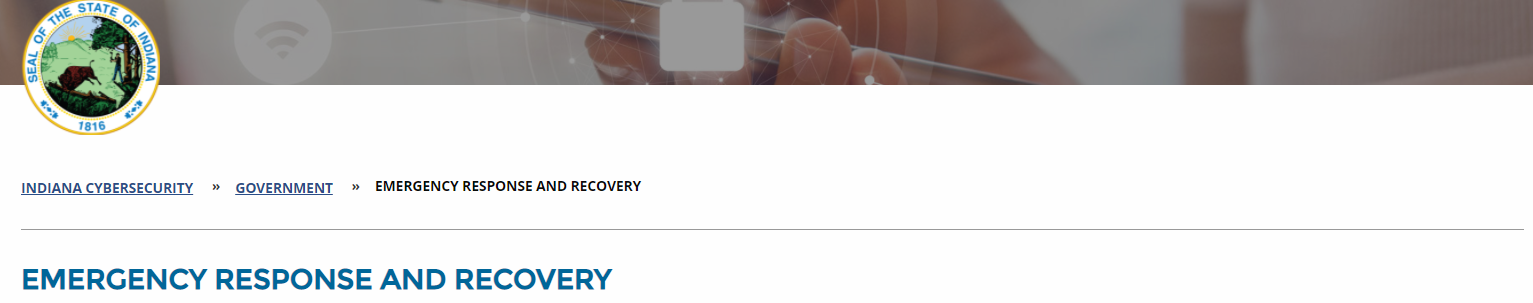 SEAL OF THE STATE OF INDIANA
1816
INDIANA CYBERSECURITY » GOVERNMENT » EMERGENCY RESPONSE AND RECOVERY
EMERGENCY RESPONSE AND RECOVERY